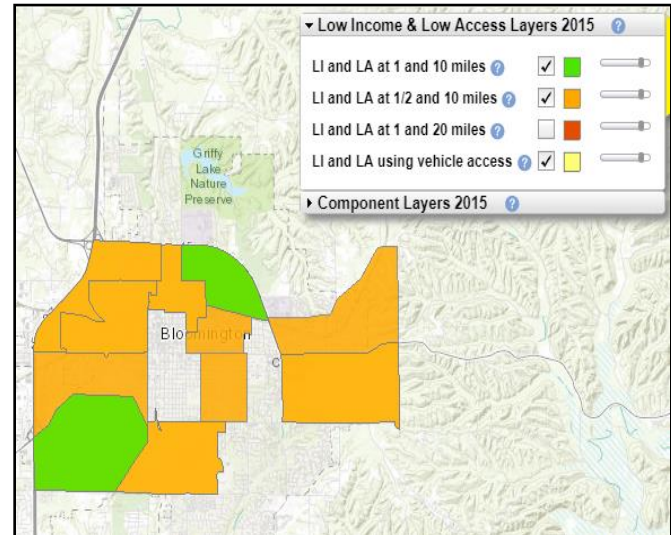 Low Income & Low Access Layers 2015 ?
LI and LA at 1 and 10 miles ?
LI and LA at 1/2 and 10 miles ?
LI and LA at 1 and 20 miles ?
LI and LA using vehicle access ?
Component Layers 2015 ?
Griffy
Lake
Nature
Preserve
Bloomington
C